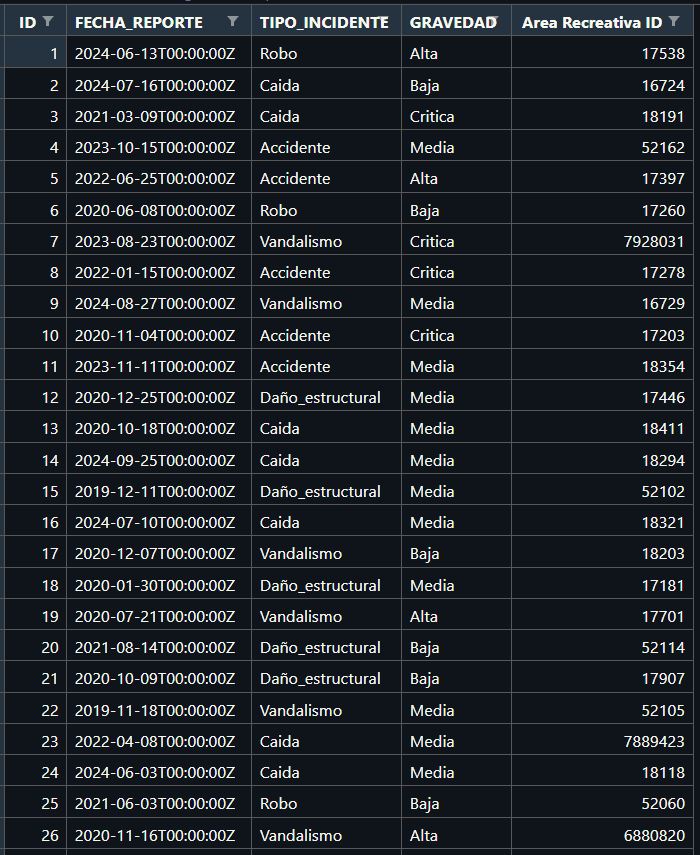 ID FECHA_REPORTE TIPO_INCIDENTE GRAVEDAD Area Recreativa ID
1 2024-06-13T00:00:00Z Robo Alta 17538
2 2024-07-16T00:00:00Z Caida Baja 16724
3 2021-03-09T00:00:00Z Caida Critica 18191
4 2023-10-15T00:00:00Z Accidente Media 52162
5 2022-06-25T00:00:00Z Accidente Alta 17397
6 2020-06-08T00:00:00Z Robo Baja 17260
7 2023-08-23T00:00:00Z Vandalismo Critica 7928031
8 2022-01-15T00:00:00Z Accidente Critica 17278
9 2024-08-27T00:00:00Z Vandalismo Media 16729
10 2020-11-04T00:00:00Z Accidente Critica 17203
11 2023-11-11T00:00:00Z Accidente Media 18354
12 2020-12-25T00:00:00Z Daño_estructural Media 17446
13 2020-10-18T00:00:00Z Caida Media 18411
14 2024-09-25T00:00:00Z Caida Media 18294
15 2019-12-11T00:00:00Z Daño_estructural Media 52102
16 2024-07-10T00:00:00Z Caida Media 18321
17 2020-12-07T00:00:00Z Vandalismo Baja 18203
18 2020-01-30T00:00:00Z Daño_estructural Media 17181
19 2020-07-21T00:00:00Z Vandalismo Alta 17701
20 2021-08-14T00:00:00Z Daño_estructural Baja 52114
21 2020-10-09T00:00:00Z Daño_estructural Baja 17907
22 2019-11-18T00:00:00Z Vandalismo Media 52105
23 2022-04-08T00:00:00Z Caida Media 7889423
24 2024-06-03T00:00:00Z Caida Media 18118
25 2021-06-03T00:00:00Z Robo Baja 52060
26 2020-11-16T00:00:00Z Vandalismo Alta 6880820